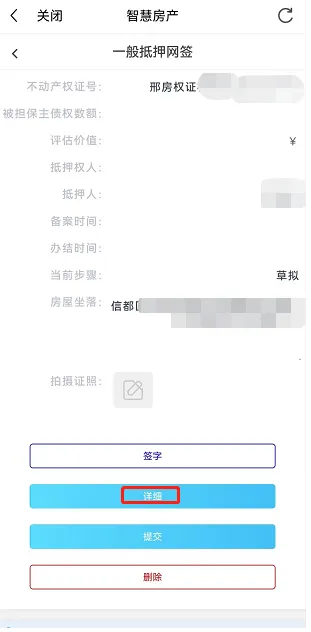 关闭 智慧房产
一般抵押网签
不动产权证号： 邢房权证
被担保主债权数额：
评估价值： ¥
抵押权人：
抵押人：
备案时间：
办结时间：
当前步骤： 草拟
房屋坐落： 信都
拍摄证照：
签字
详细
提交
删除